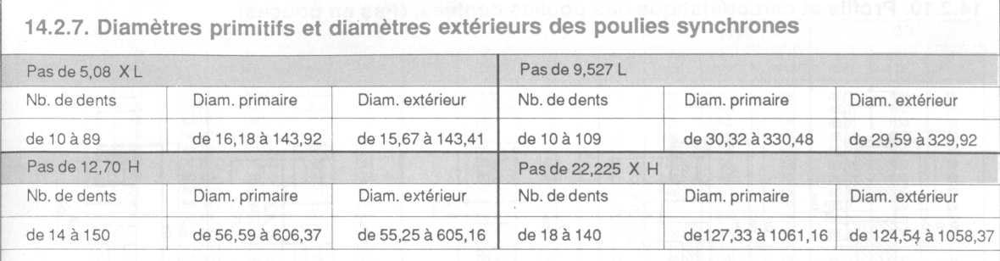 14.2.7. Diamètres primitifs et diamètres extérieurs des poulies synchrones
Pas de 5,08 X L Pas de 9,527 L
Nb. de dents Diam. primaire Diam. extérieur Nb. de dents Diam. primaire Diam. extérieur
de 10 à 89 de 16,18 à 143,92 de 15,67 à 143,41 de 10 à 109 de 30,32 à 330,48 de 29,59 à 329,92
Pas de 12,70 H Pas de 22,225 X H
Nb. de dents Diam. primaire Diam. extérieur Nb. de dents Diam. primaire Diam. extérieur
de 14 à 150 de 56,59 à 606,37 de 55,25 à 605,16 de 18 à 140 de127,33 à 1061,16 de 124,54 à 1058,37